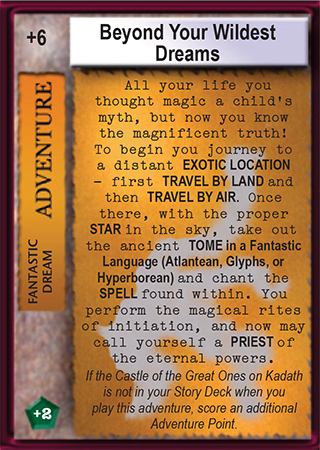 +6
Beyond Your Wildest
Dreams
ADVENTURE
FANTASTIC
DREAM
All your life you
thought magic a child's
myth, but now you know
the magnificent truth!
To begin you journey to
a distant EXOTIC LOCATION
– first TRAVEL BY LAND and
then TRAVEL BY AIR. Once
there, with the proper
STAR in the sky, take out
the ancient TOME in a Fantastic
Language (Atlantean, Glyphs, or
Hyperborean) and chant the
SPELL found within. You
perform the magical rites
of initiation, and now may
call yourself a PRIEST of
the eternal powers.
If the Castle of the Great Ones on Kadath
is not in your Story Deck when you
play this adventure, score an additional
Adventure Point.
+2